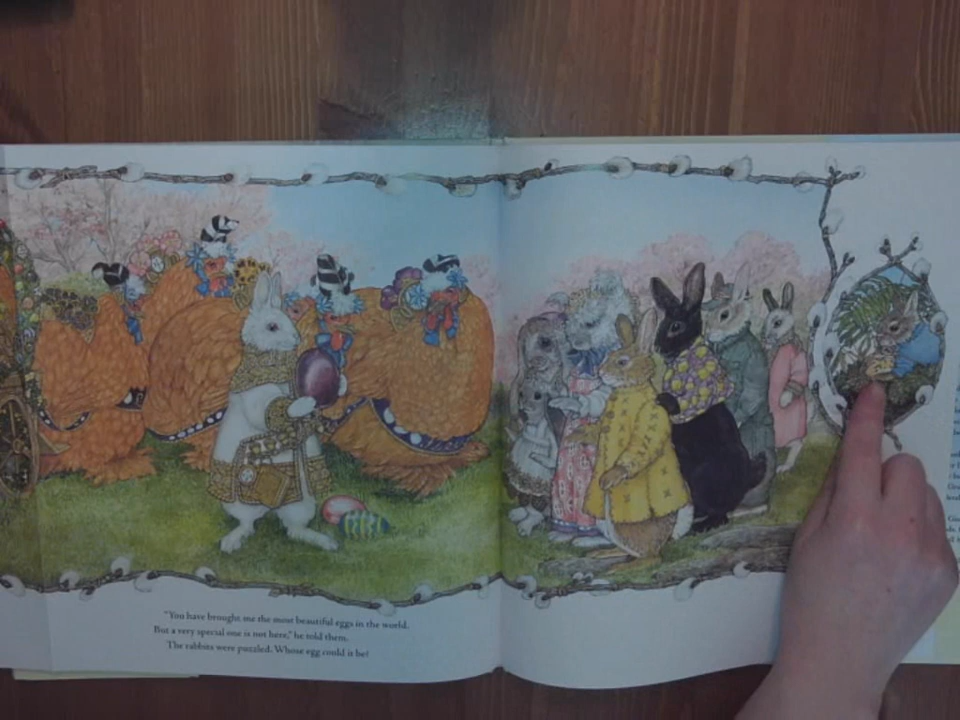 "You have brought me the most beautiful eggs in the world.
But a very special one is not here," he told them.
The rabbits were puzzled. Whose egg could it be?